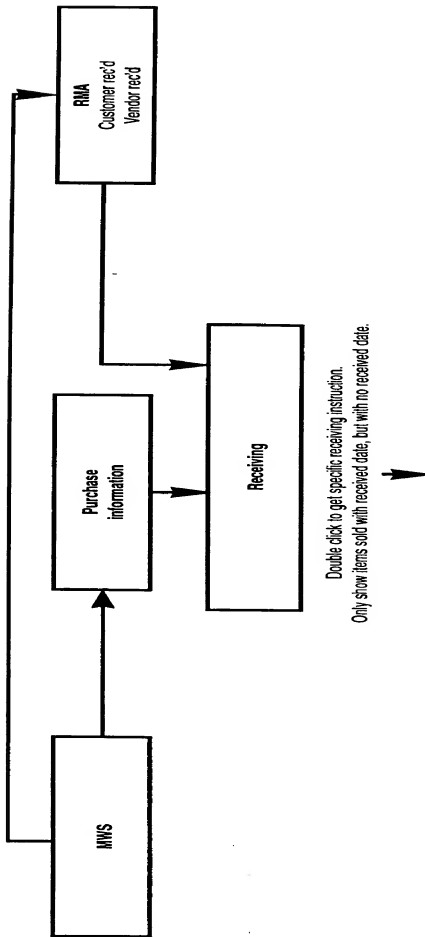 MWS
Purchase
information
RMA
Customer rec'd
Vendor rec'd
Receiving
Double click to get specific receiving instruction.
Only show items sold with received date, but with no received date.